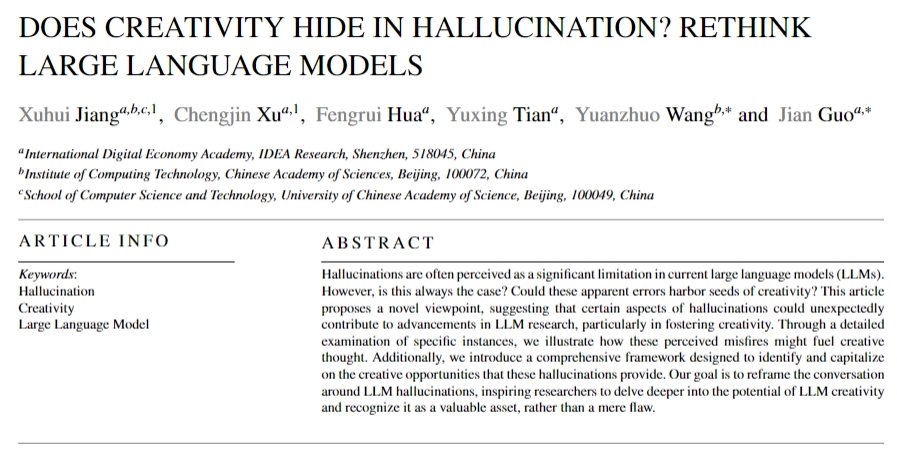 DOES CREATIVITY HIDE IN HALLUCINATION? RETHINK
LARGE LANGUAGE MODELS
Xuhui Jiang a,b,c,1, Chengjin Xu a,1, Fengrui Hua a, Yuxing Tian a, Yuanzhuo Wang b,* and Jian Guo a,*
a International Digital Economy Academy, IDEA Research, Shenzhen, 518045, China
b Institute of Computing Technology, Chinese Academy of Sciences, Beijing, 100072, China
c School of Computer Science and Technology, University of Chinese Academy of Science, Beijing, 100049, China
ARTICLE INFO
Keywords:
Hallucination
Creativity
Large Language Model
ABSTRACT
Hallucinations are often perceived as a significant limitation in current large language models (LLMs).
However, is this always the case? Could these apparent errors harbor seeds of creativity? This article
proposes a novel viewpoint, suggesting that certain aspects of hallucinations could unexpectedly
contribute to advancements in LLM research, particularly in fostering creativity. Through a detailed
examination of specific instances, we illustrate how these perceived misfires might fuel creative
thought. Additionally, we introduce a comprehensive framework designed to identify and capitalize
on the creative opportunities that these hallucinations provide. Our goal is to reframe the conversation
around LLM hallucinations, inspiring researchers to delve deeper into the potential of LLM creativity
and recognize it as a valuable asset, rather than a mere flaw.